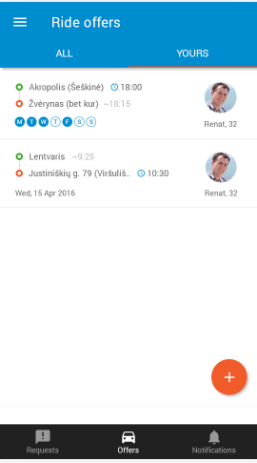 Ride offers
ALL YOURS
Akropolis (Šeškinė) 18:00
Žvėrynas (bet kur) ~18:15
M T W T F S S
Renat, 32
Lentvaris ~9:25
Justiniškių g. 79 (Viršuliš.. 10:30
Wed, 15 Apr 2016
Renat, 32
+
Requests Offers Notifications